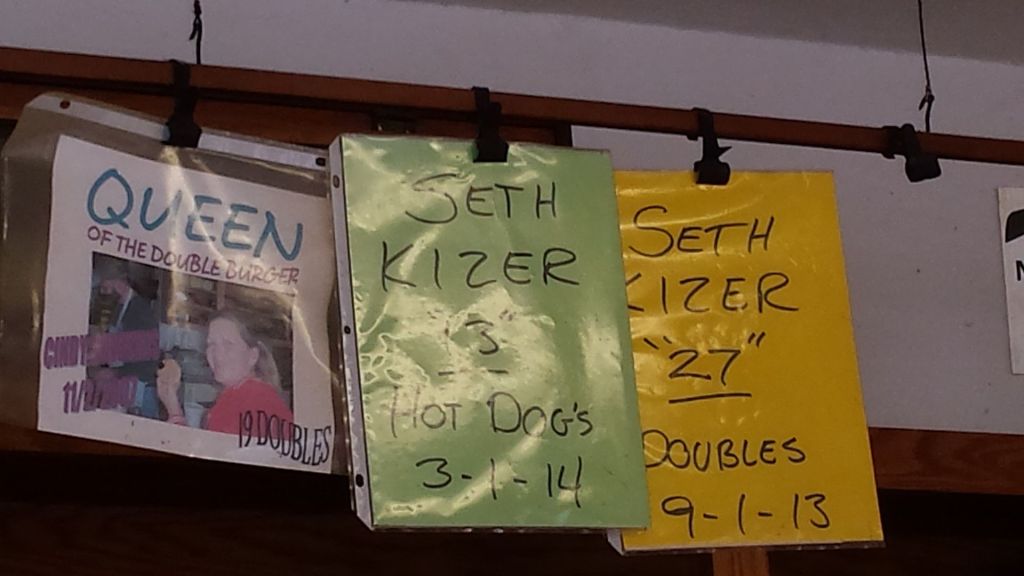 QUEEN
OF THE DOUBLE BURGER
CINDY
19 DOUBLES
SETH
KIZER
HOT DOG'S
3-1-14
SETH
KIZER
"27"
DOUBLES
9-1-13